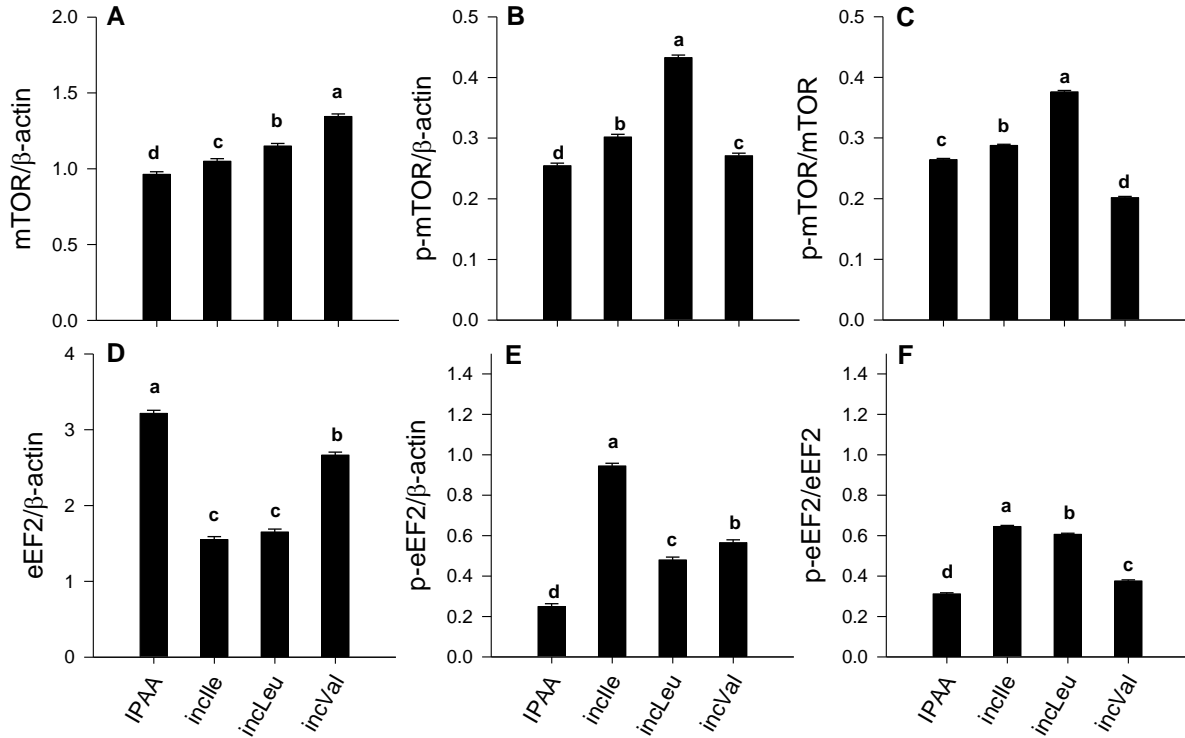 A
mTOR/β-actin
2.0
1.5
1.0
0.5
0.0
d
c
b
a
B
p-mTOR/β-actin
0.5
0.4
0.3
0.2
0.1
0.0
d
b
a
c
C
p-mTOR/mTOR
0.5
0.4
0.3
0.2
0.1
0.0
c
b
a
d
D
eEF2/β-actin
4
3
2
1
0
a
c
c
b
IPAA
incIle
incLeu
incVal
E
p-eEF2/β-actin
1.4
1.2
1.0
0.8
0.6
0.4
0.2
0.0
d
a
c
b
IPAA
incIle
incLeu
incVal
F
p-eEF2/eEF2
1.4
1.2
1.0
0.8
0.6
0.4
0.2
0.0
d
a
b
c
IPAA
incIle
incLeu
incVal